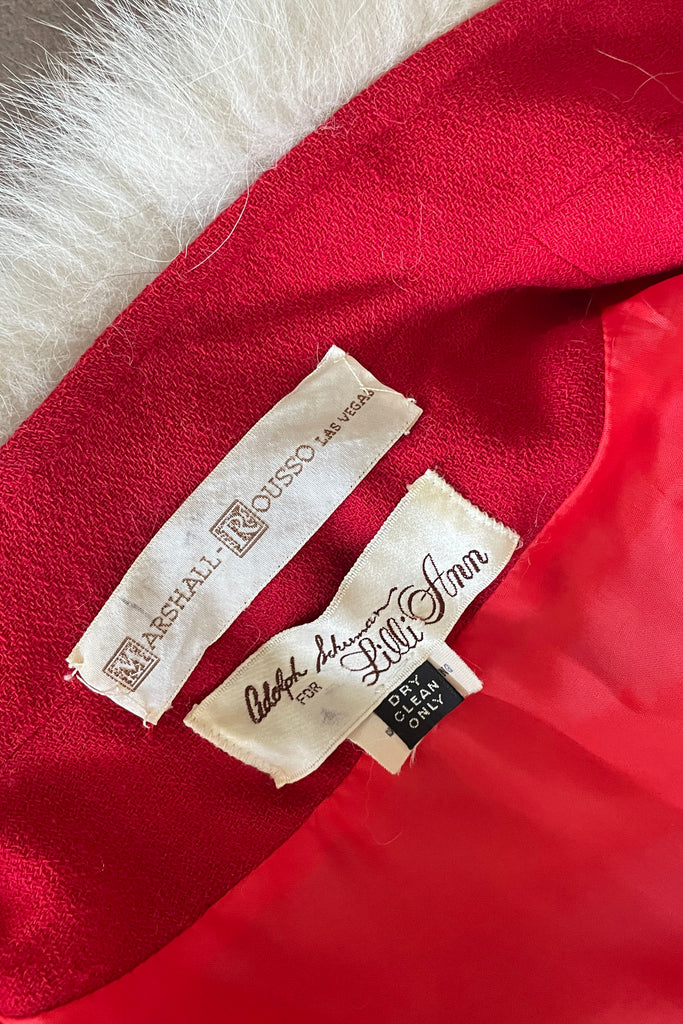 MARSHALL-ROUSSO LAS VEGAS
Adolph Schuman
FOR Lilli Ann
DRY
CLEAN
ONLY